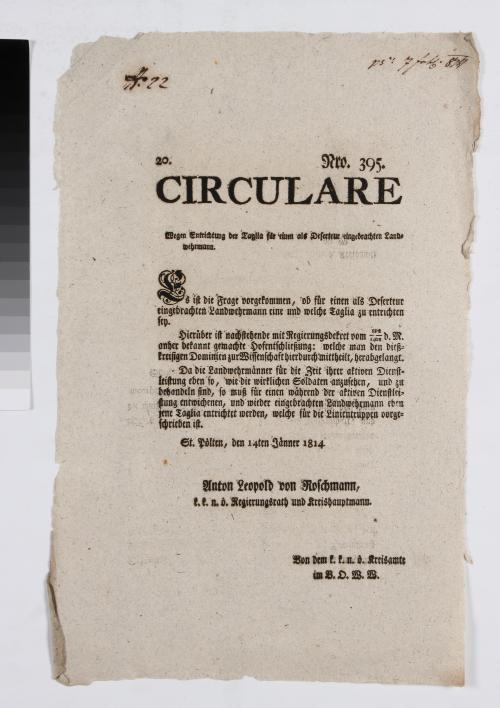 No 22
20. Nro. 395.
CIRCULARE
Wegen Entrichtung der Taglia für einen als Deserteur eingebrachten Land-
wehrmann.
Es ist die Frage vorgekommen, ob für einen als Deserteur
eingebrachten Landwehrmann eine und welche Taglia zu entrichten
sey.
Hierüber ist nachstehende mit Regierungsdekret vom d. M.
anher bekannt gemachte Hofentschließung: welche man den dieß-
kreisigen Dominien zur Wissenschaft hierdurch mittheilt, herabgelangt.
Da die Landwehrmänner für die Zeit ihrer aktiven Dienst-
leistung eben so, wie die wirklichen Soldaten anzusehen, und zu
behandeln sind, so muß für einen während der aktiven Dienstlei-
stung entwichenen, und wieder eingebrachten Landwehrmann eben
jene Taglia entrichtet werden, welche für die Linientruppen vorge-
schrieben ist.
St. Pölten, den 14ten Jänner 1814
Anton Leopold von Roschmann,
k. k. n. ö. Regierungsrath und Kreishauptmann.
Von dem k. k. n. ö. Kreisamte
im V. O. W. W.